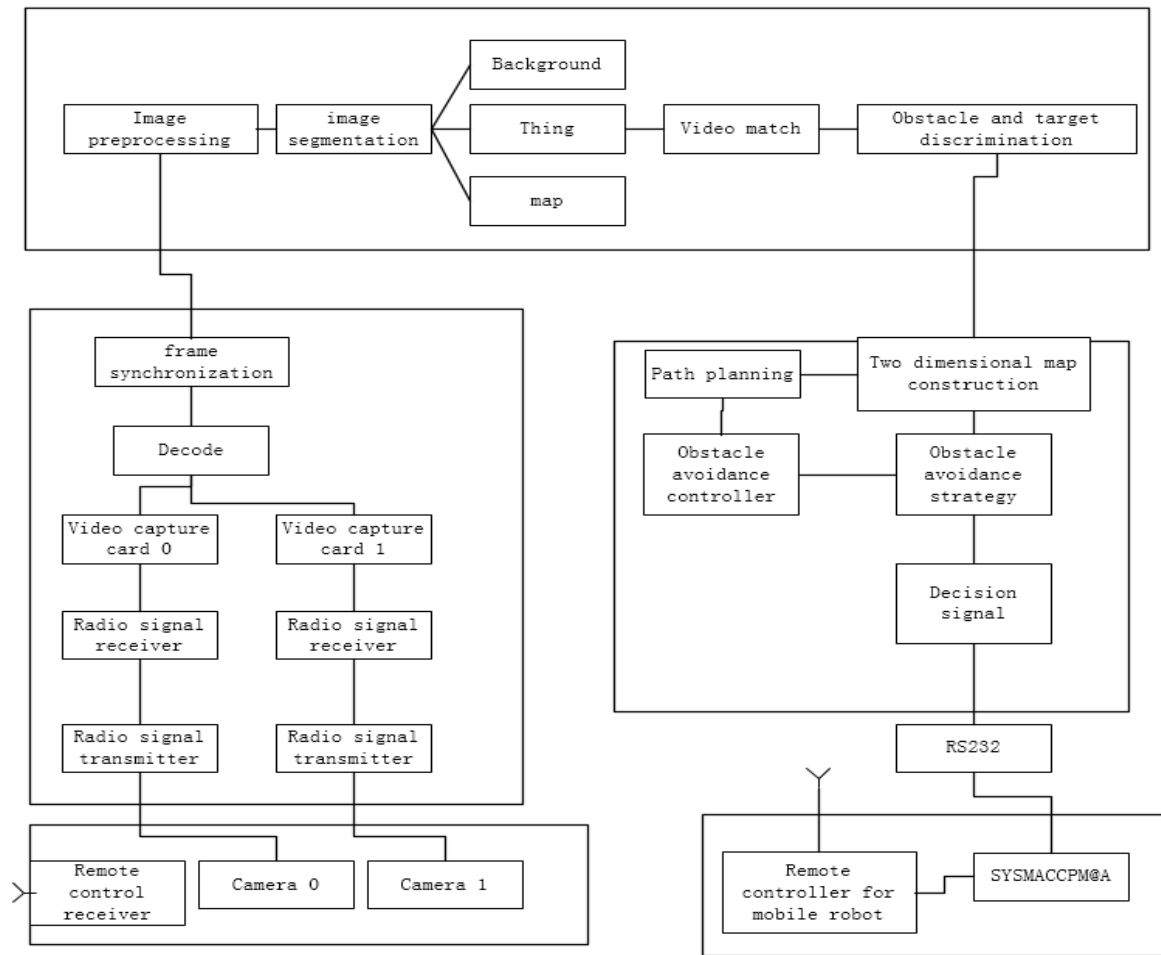 Background
Image
preprocessing
image
segmentation
Thing
Video match
Obstacle and target
discrimination
map
frame
synchronization
Decode
Video capture
card 0
Video capture
card 1
Radio signal
receiver
Radio signal
receiver
Radio signal
transmitter
Radio signal
transmitter
Remote
control
receiver
Camera 0
Camera 1
Path planning
Two dimensional map
construction
Obstacle
avoidance
controller
Obstacle
avoidance
strategy
Decision
signal
RS232
Remote
controller for
mobile robot
SYSMACCPM@A